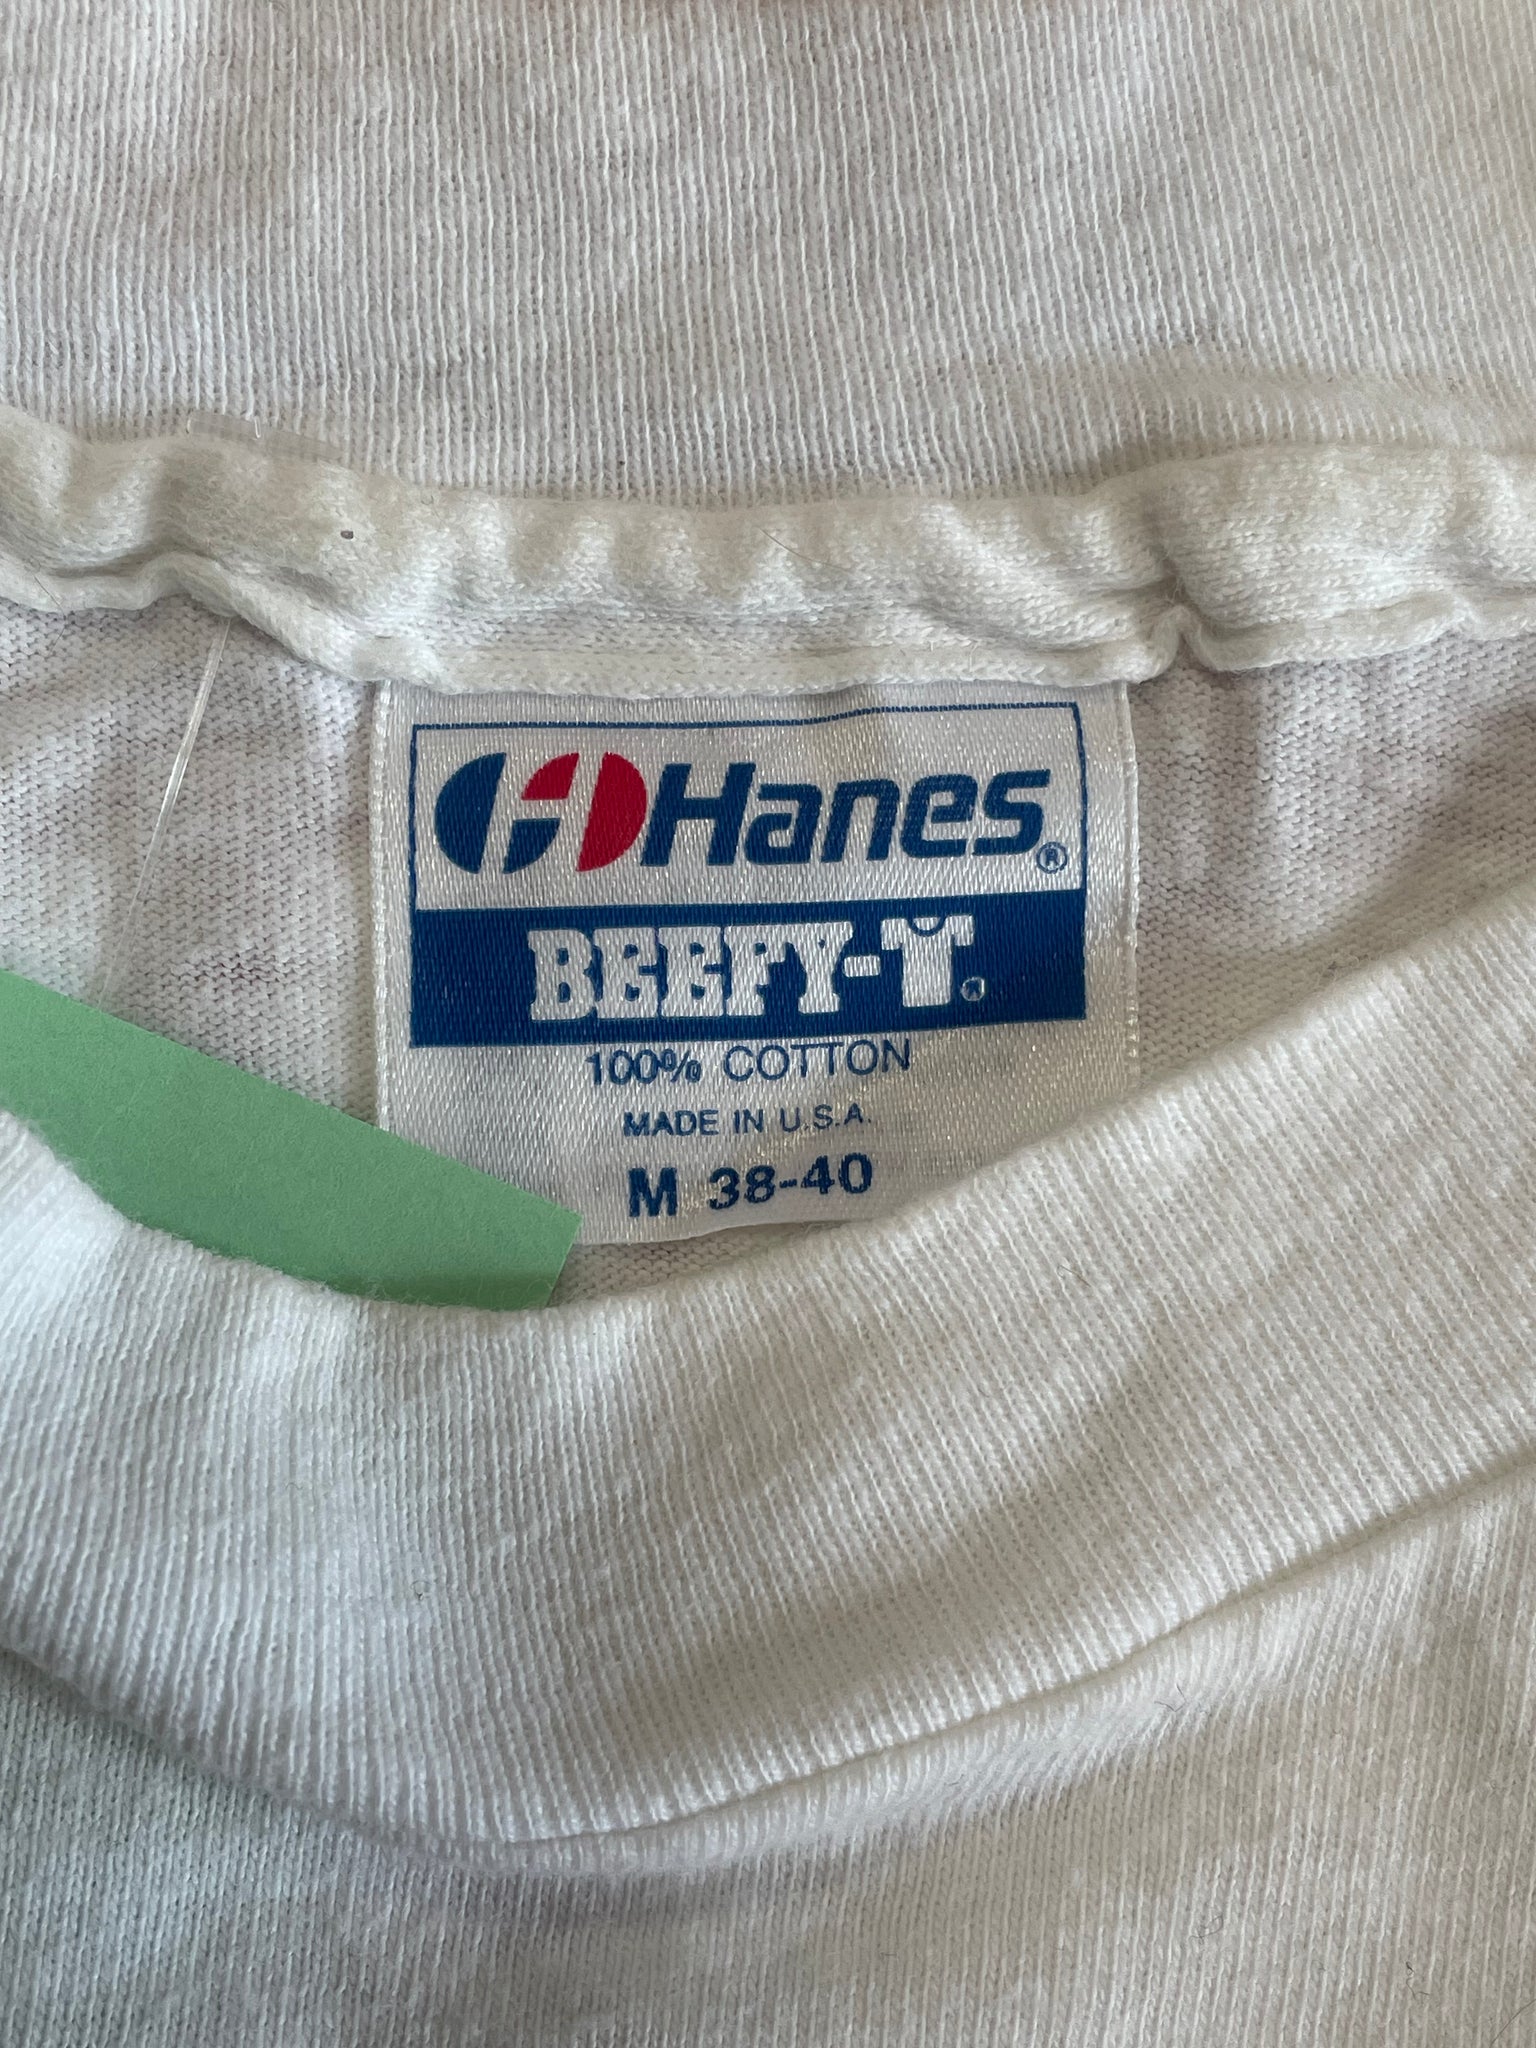 Hanes®
BEEFY-T®
100% COTTON
MADE IN U.S.A.
M 38-40